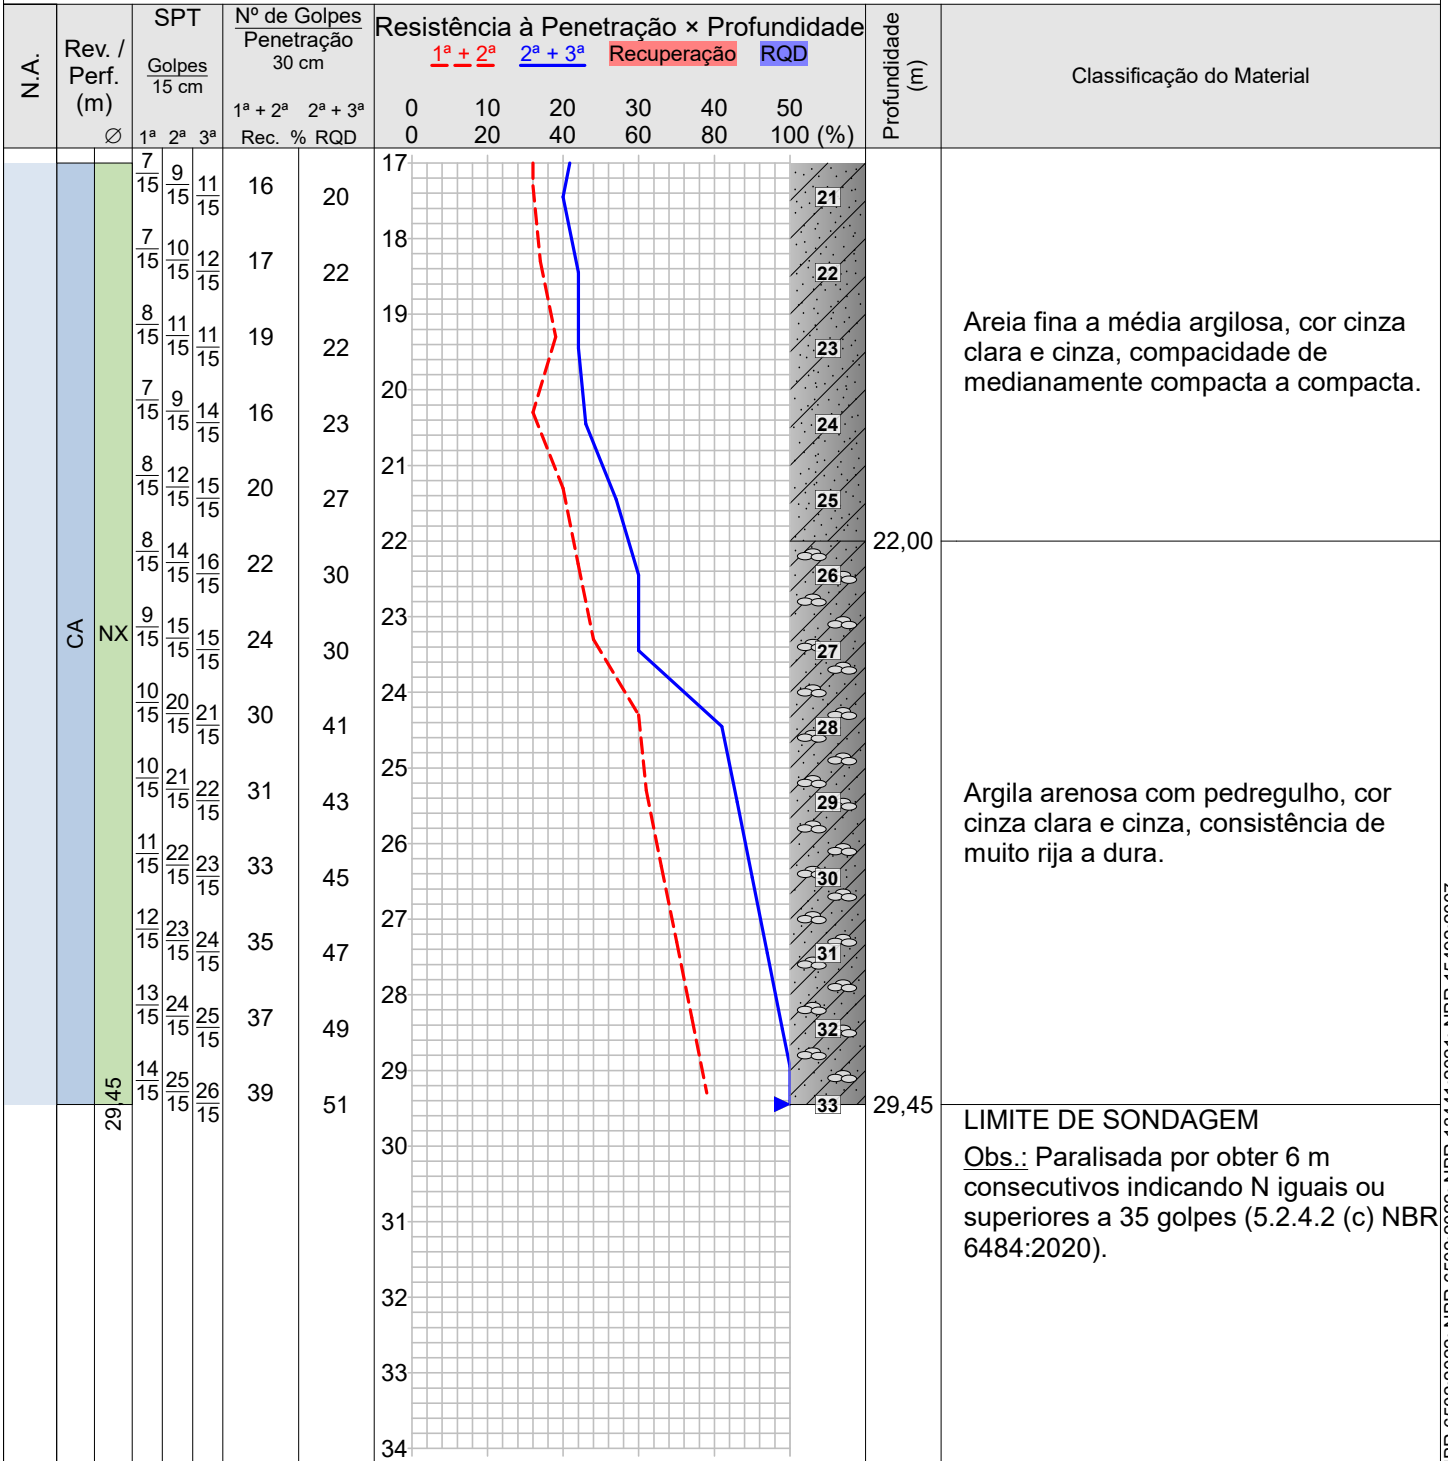 N.A.
Rev. /
Perf.
(m)
Ø
SPT
Golpes
15 cm
1ª 2ª 3ª
Nº de Golpes
Penetração
30 cm
1ª + 2ª 2ª + 3ª
Rec. % RQD
Resistência à Penetração × Profundidade
1ª + 2ª 2ª + 3ª Recuperação RQD
0 10 20 30 40 50
0 20 40 60 80 100 (%)
Profundidade
(m)
Classificação do Material
17
7/15 9/15 11/15 16 20 21
18
7/15 10/15 12/15 17 22 22
19
8/15 11/15 11/15 19 22 23
Areia fina a média argilosa, cor cinza
clara e cinza, compacidade de
medianamente compacta a compacta.
20
7/15 9/15 14/15 16 23 24
21
8/15 12/15 15/15 20 27 25
22 22,00
8/15 14/15 16/15 22 30 26
23
CA NX
9/15 15/15 15/15 24 30 27
24
10/15 20/15 21/15 30 41 28
25
10/15 21/15 22/15 31 43 29
Argila arenosa com pedregulho, cor
cinza clara e cinza, consistência de
muito rija a dura.
26
11/15 22/15 23/15 33 45 30
27
12/15 23/15 24/15 35 47 31
28
13/15 24/15 25/15 37 49 32
29
29,45
14/15 25/15 26/15 39 51 33 29,45
LIMITE DE SONDAGEM
Obs.: Paralisada por obter 6 m
consecutivos indicando N iguais ou
superiores a 35 golpes (5.2.4.2 (c) NBR
6484:2020).
30
31
32
33
34